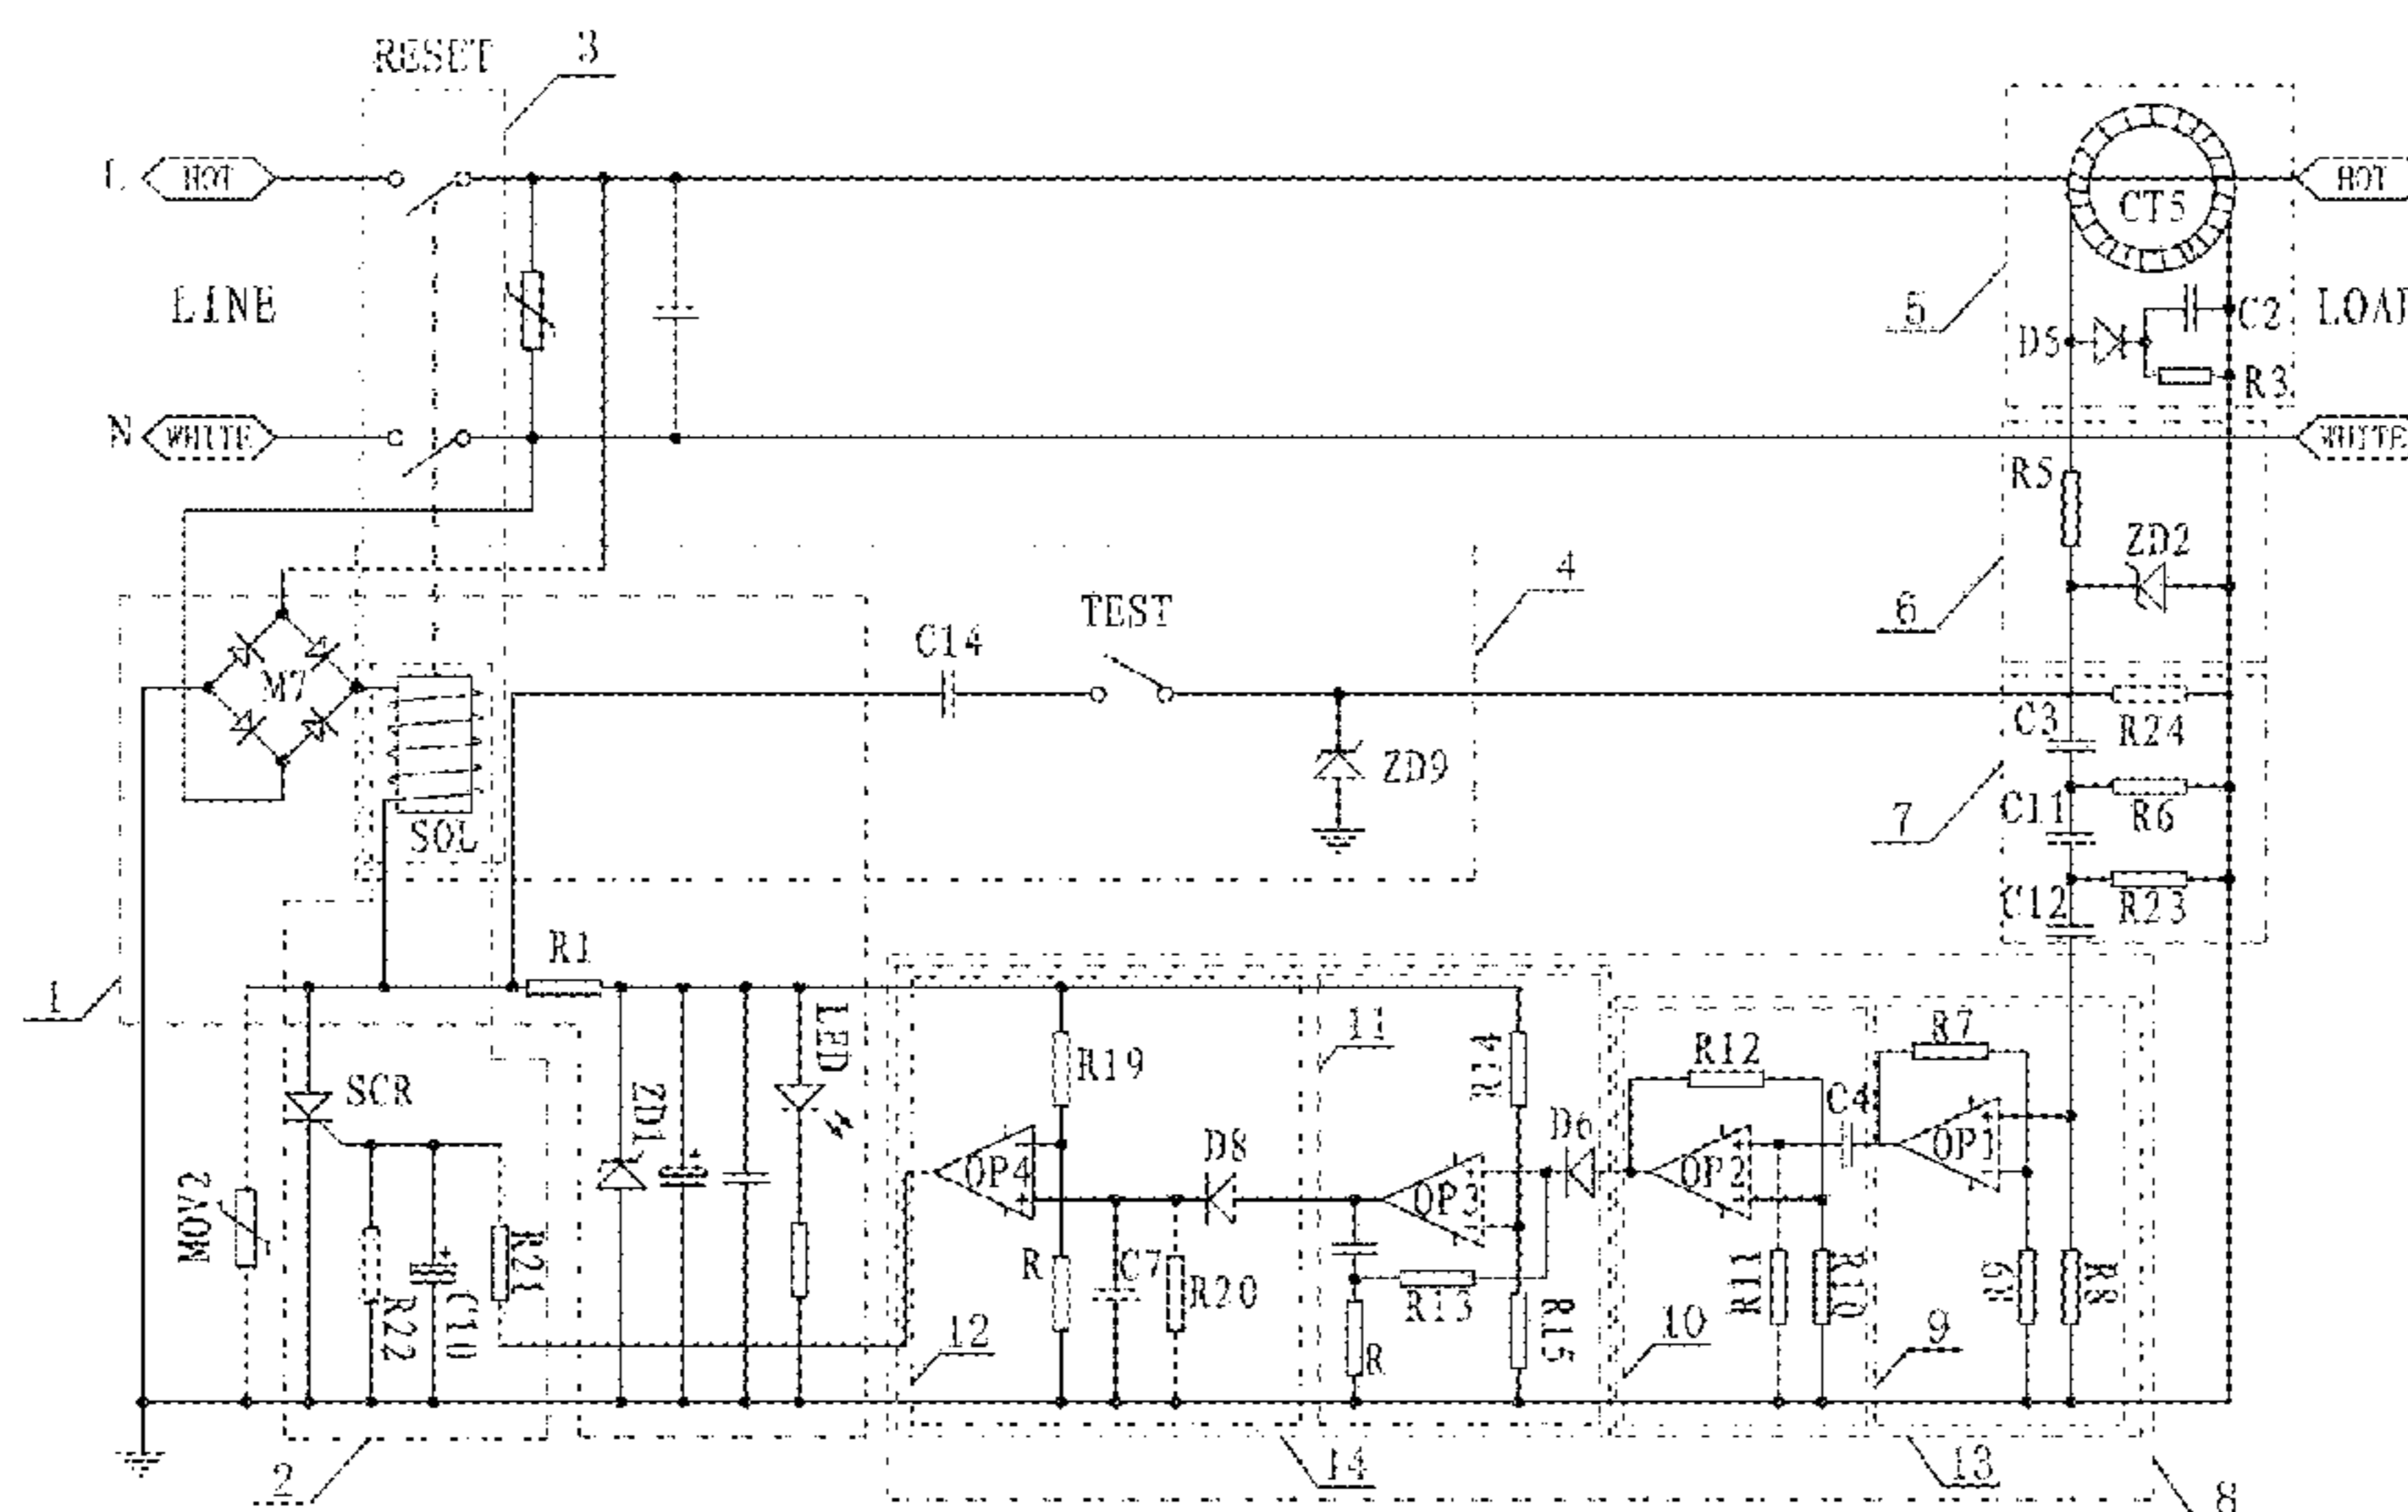 RESET
3
L
HOT
HOT
CT5
LINE
5
C2
D5
R3
N
WHITE
WHITE
R5
ZD2
4
TEST
6
C14
M7
C3
R24
ZD9
C11
R6
7
SOL
C12
R23
R1
1
LED
11
R7
R19
R14
R12
SCR
ZD1
C4
D6
D8
OP1
OP4
OP2
OP3
MOV2
R21
R
C7
R20
R13
R11
R10
R9
R8
R22
C10
12
R
R15
10
9
2
14
13
8